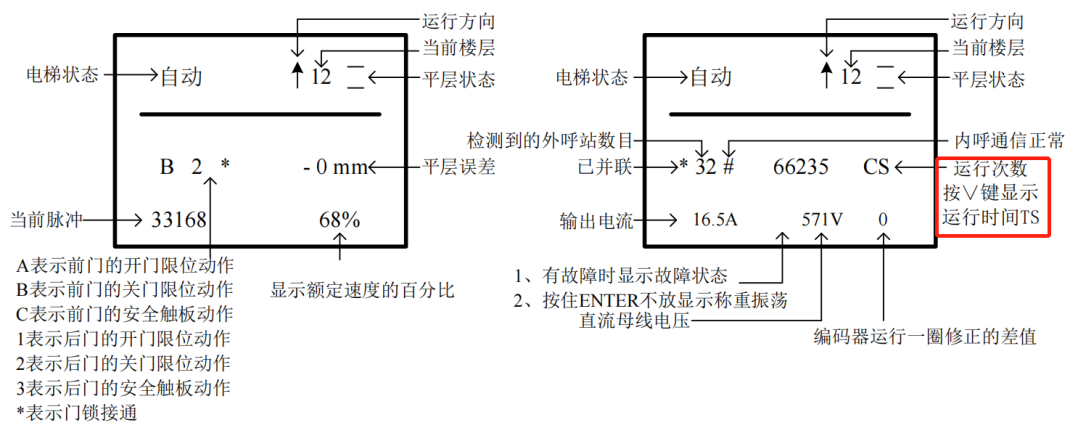 运行方向
当前楼层
电梯状态
自动
12
平层状态
B 2 *
- 0 mm
平层误差
当前脉冲
33168
68%
A表示前门的开门限位动作
B表示前门的关门限位动作
C表示前门的安全触板动作
1表示后门的开门限位动作
2表示后门的关门限位动作
3表示后门的安全触板动作
*表示门锁接通
显示额定速度的百分比
运行方向
当前楼层
电梯状态
自动
12
平层状态
检测到的外呼站数目
内呼通信正常
已并联
* 32 #
66235
CS
运行次数
按∨键显示
运行时间TS
输出电流
16.5A
571V
0
1、有故障时显示故障状态
2、按住ENTER不放显示称重振荡
直流母线电压
编码器运行一圈修正的差值